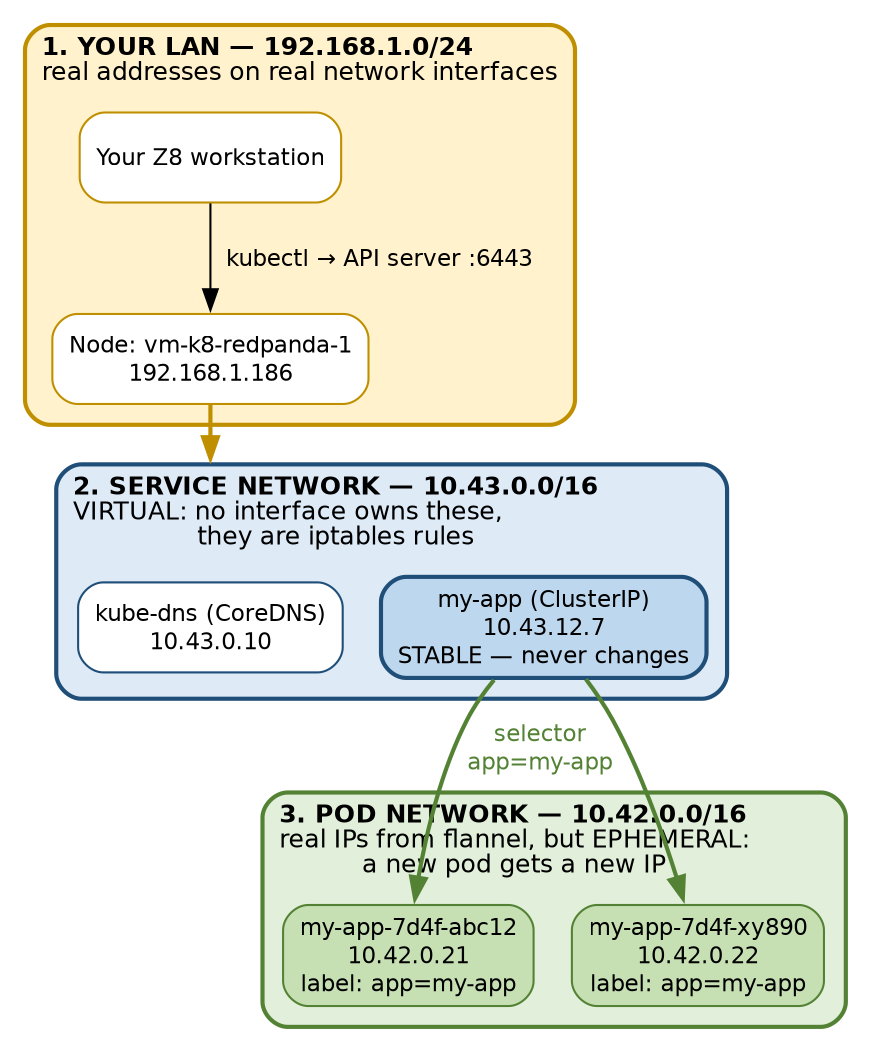 1. YOUR LAN — 192.168.1.0/24
real addresses on real network interfaces
Your Z8 workstation
kubectl → API server :6443
Node: vm-k8-redpanda-1
192.168.1.186
2. SERVICE NETWORK — 10.43.0.0/16
VIRTUAL: no interface owns these,
they are iptables rules
kube-dns (CoreDNS)
10.43.0.10
my-app (ClusterIP)
10.43.12.7
STABLE — never changes
selector
app=my-app
3. POD NETWORK — 10.42.0.0/16
real IPs from flannel, but EPHEMERAL:
a new pod gets a new IP
my-app-7d4f-abc12
10.42.0.21
label: app=my-app
my-app-7d4f-xy890
10.42.0.22
label: app=my-app